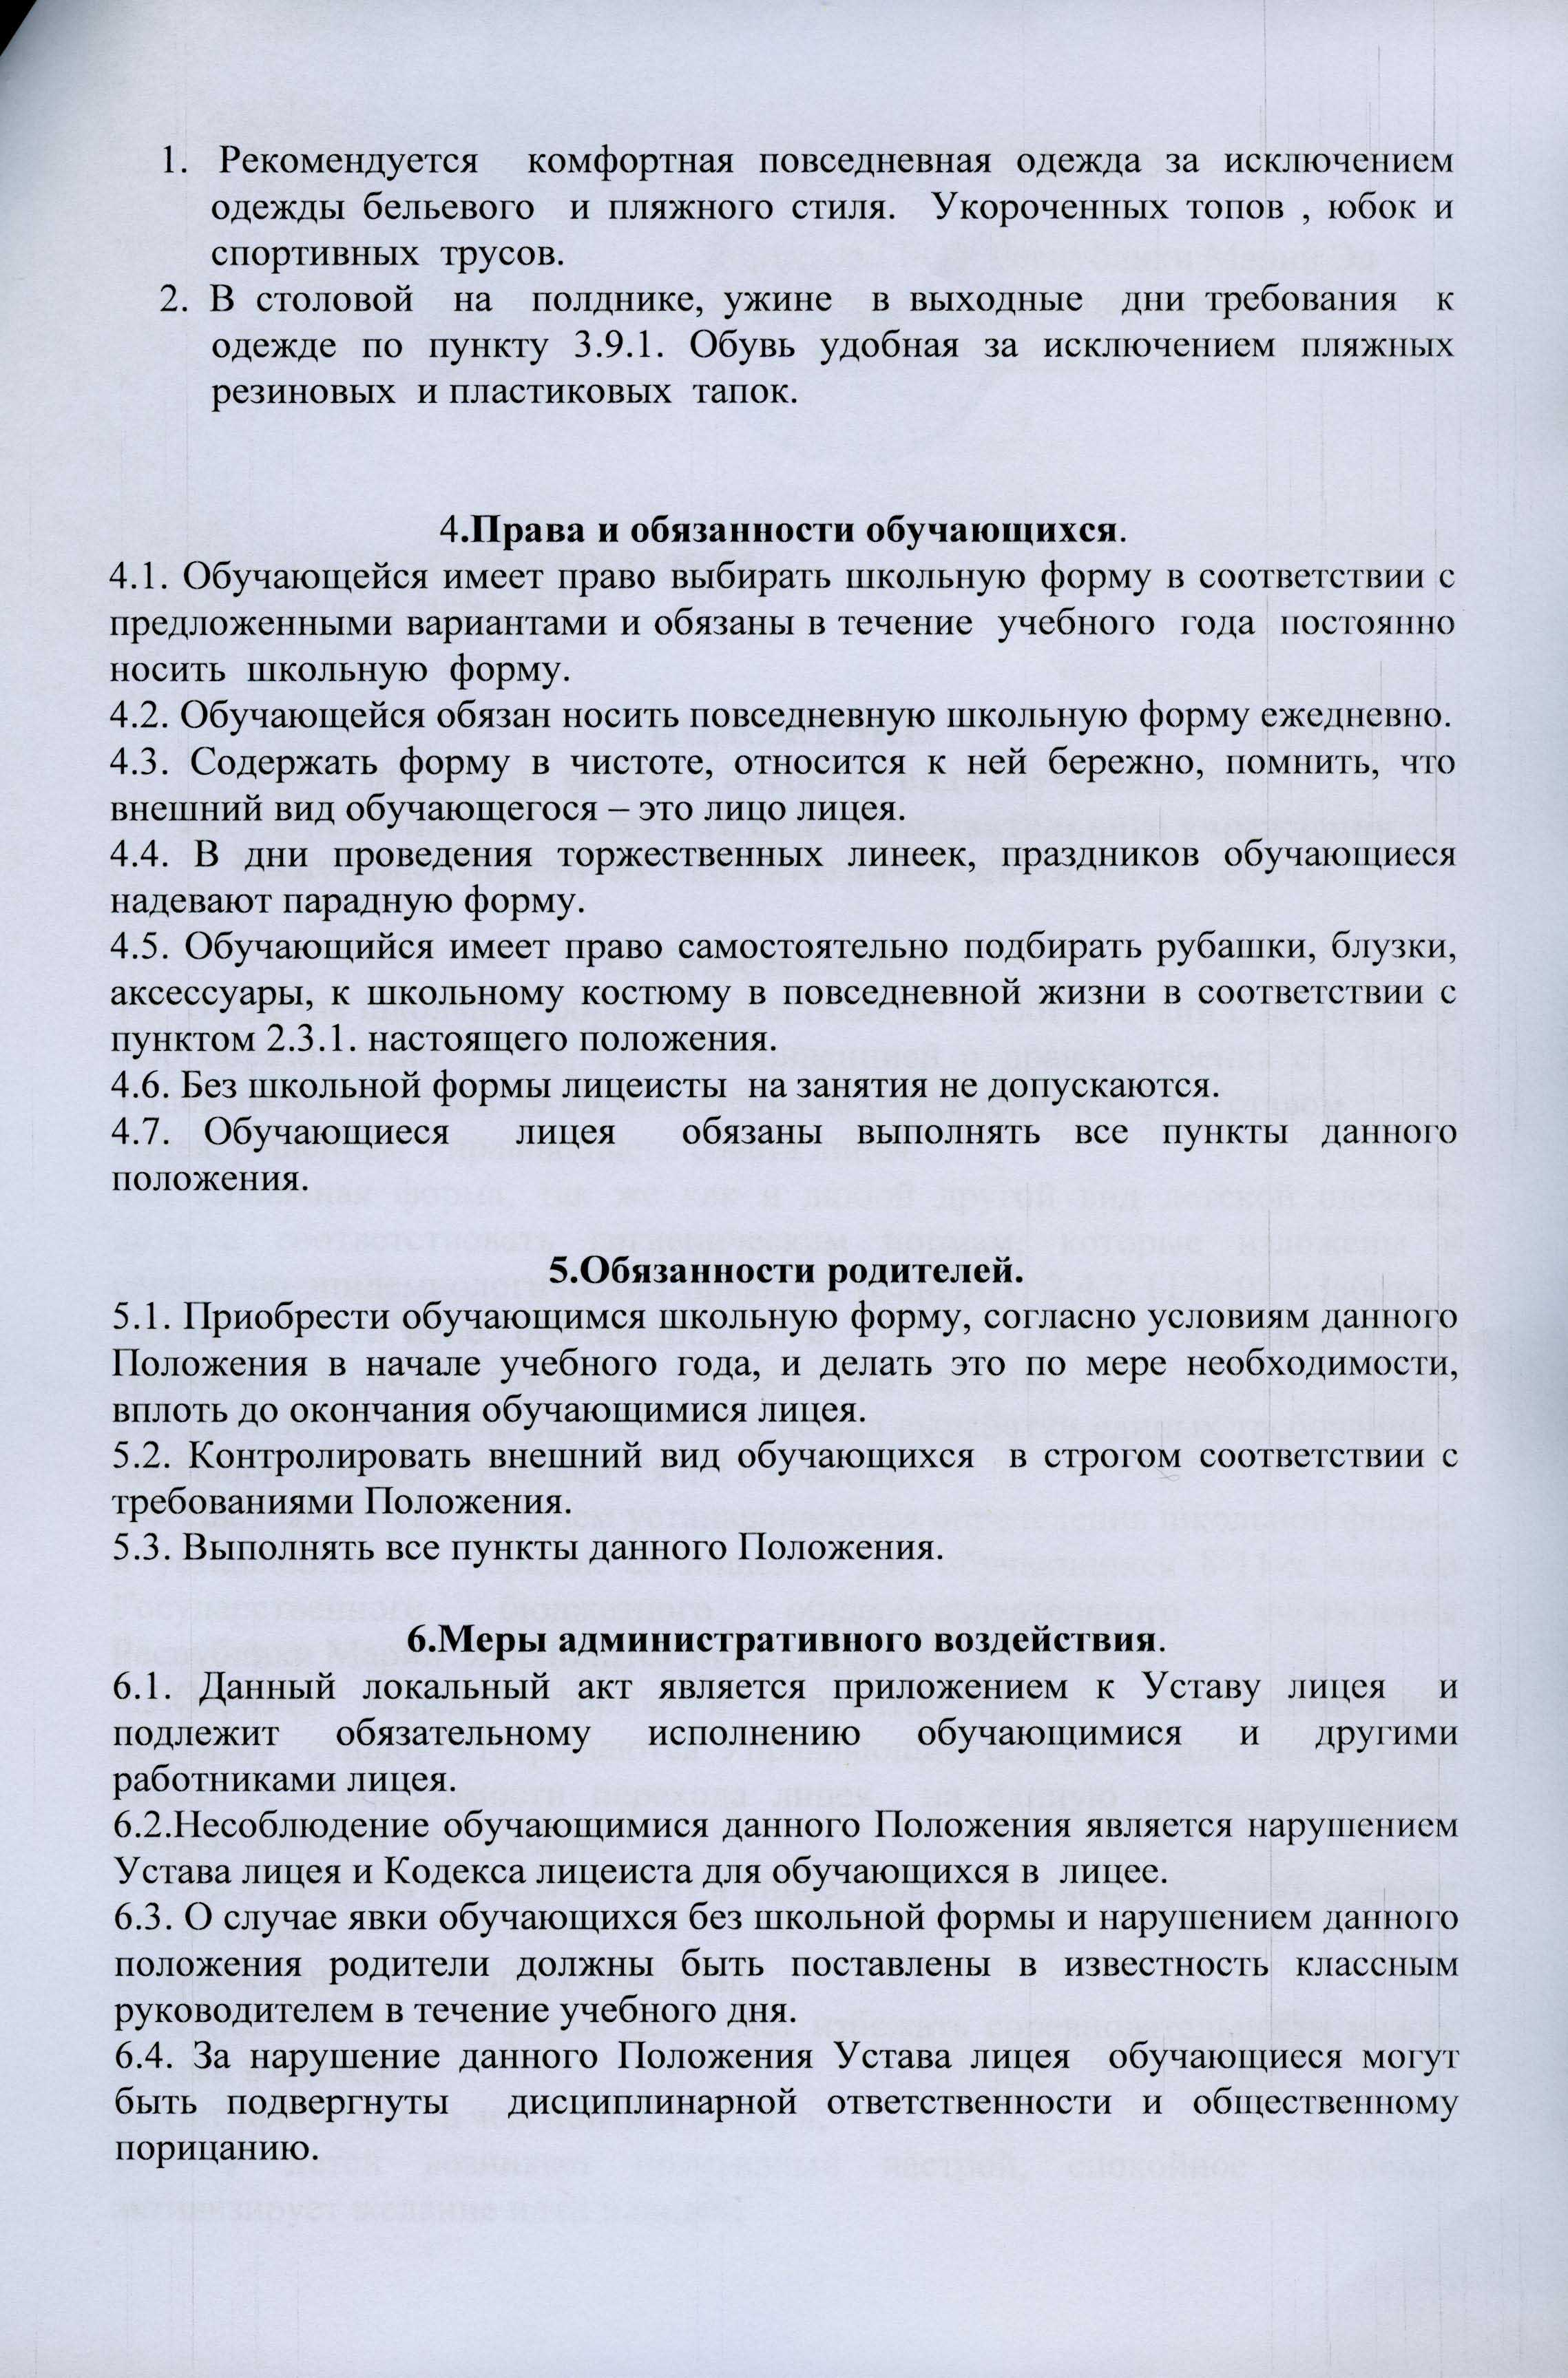 1. Рекомендуется комфортная повседневная одежда за исключением
одежды бельевого и пляжного стиля. Укороченных топов , юбок и
спортивных трусов.
2. В столовой на полднике, ужине в выходные дни требования к
одежде по пункту 3.9.1. Обувь удобная за исключением пляжных
резиновых и пластиковых тапок.
4.Права и обязанности обучающихся.
4.1. Обучающейся имеет право выбирать школьную форму в соответствии с
предложенными вариантами и обязаны в течение учебного года постоянно
носить школьную форму.
4.2. Обучающейся обязан носить повседневную школьную форму ежедневно.
4.3. Содержать форму в чистоте, относится к ней бережно, помнить, что
внешний вид обучающегося – это лицо лицея.
4.4. В дни проведения торжественных линеек, праздников обучающиеся
надевают парадную форму.
4.5. Обучающийся имеет право самостоятельно подбирать рубашки, блузки,
аксессуары, к школьному костюму в повседневной жизни в соответствии с
пунктом 2.3.1. настоящего положения.
4.6. Без школьной формы лицеисты на занятия не допускаются.
4.7. Обучающиеся лицея обязаны выполнять все пункты данного
положения.
5.Обязанности родителей.
5.1. Приобрести обучающимся школьную форму, согласно условиям данного
Положения в начале учебного года, и делать это по мере необходимости,
вплоть до окончания обучающимися лицея.
5.2. Контролировать внешний вид обучающихся в строгом соответствии с
требованиями Положения.
5.3. Выполнять все пункты данного Положения.
6.Меры административного воздействия.
6.1. Данный локальный акт является приложением к Уставу лицея и
подлежит обязательному исполнению обучающимися и другими
работниками лицея.
6.2.Несоблюдение обучающимися данного Положения является нарушением
Устава лицея и Кодекса лицеиста для обучающихся в лицее.
6.3. О случае явки обучающихся без школьной формы и нарушением данного
положения родители должны быть поставлены в известность классным
руководителем в течение учебного дня.
6.4. За нарушение данного Положения Устава лицея обучающиеся могут
быть подвергнуты дисциплинарной ответственности и общественному
порицанию.